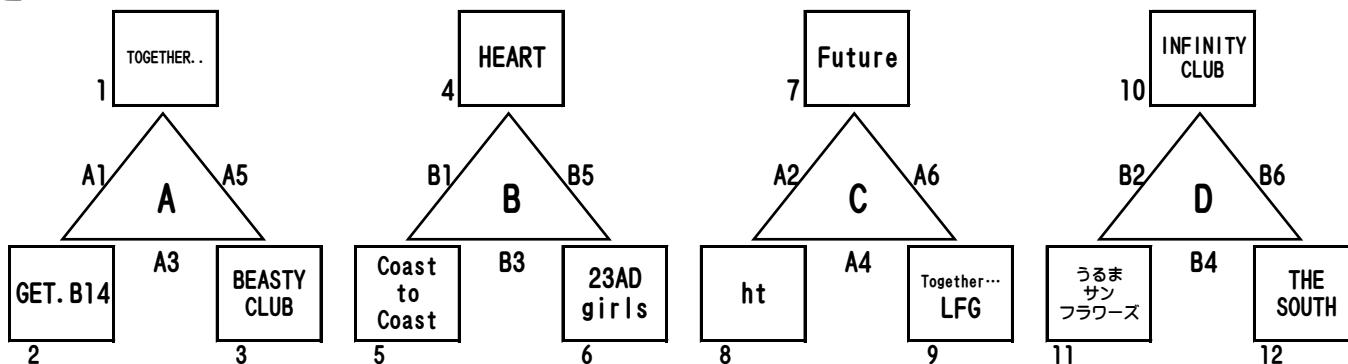 TOGETHER..
1
HEART
4
Future
7
INFINITY
CLUB
10
A1
A5
A
B1
B5
B
A2
A6
C
B2
B6
D
A3
B3
A4
B4
GET.B14
2
BEASTY
CLUB
3
Coast
to
Coast
5
23AD
girls
6
ht
8
Together…
LFG
9
うるま
サン
フラワーズ
11
THE
SOUTH
12